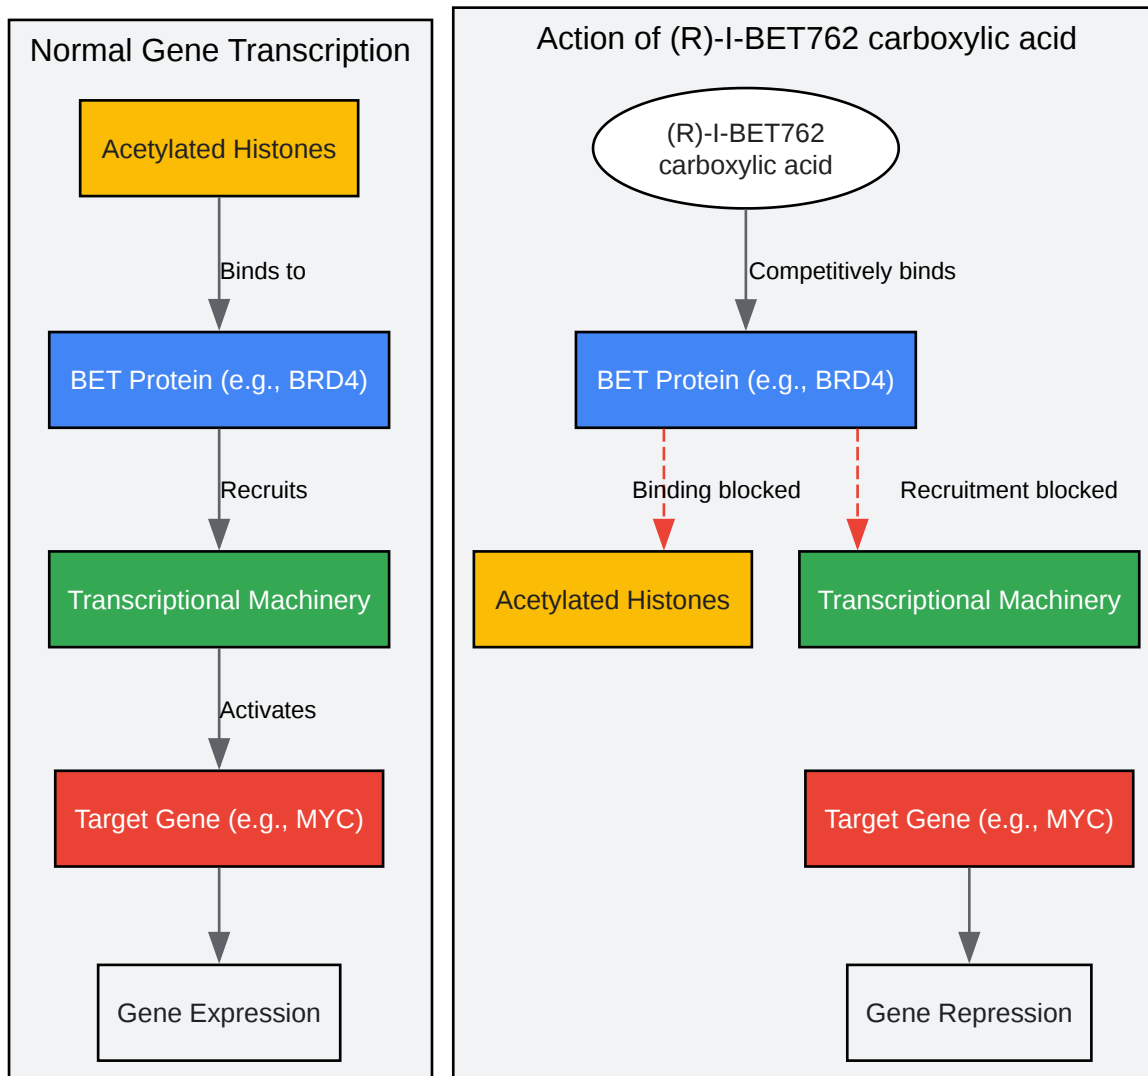 Normal Gene Transcription
Acetylated Histones
Binds to
BET Protein (e.g., BRD4)
Recruits
Transcriptional Machinery
Activates
Target Gene (e.g., MYC)
Gene Expression
Action of (R)-I-BET762 carboxylic acid
(R)-I-BET762
carboxylic acid
Competitively binds
BET Protein (e.g., BRD4)
Binding blocked
Recruitment blocked
Acetylated Histones
Transcriptional Machinery
Target Gene (e.g., MYC)
Gene Repression